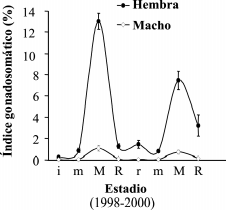 14
12
10
8
6
4
2
0
Índice gonadosomático (%)
Hembra
Macho
i m M R r m M R
Estadio
(1998-2000)